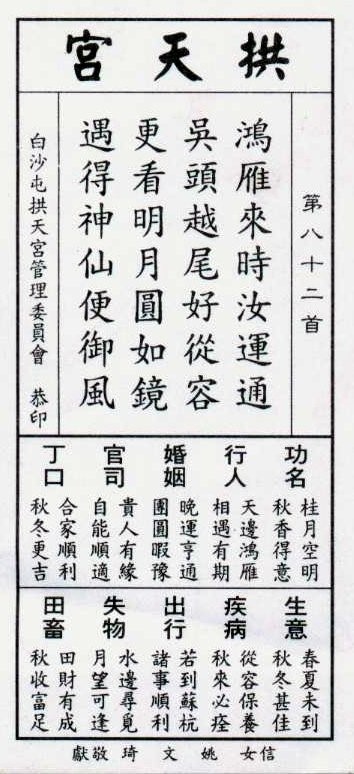 拱天宮
第八十二首
鴻雁來時汝運通
吳頭越尾好從容
更看明月圓如鏡
遇得神仙便御風
白沙屯拱天宮管理委員會 恭印
功名
桂月空明
秋香得意
行人
天邊鴻雁
相遇有期
婚姻
晚運亨通
團圓暇豫
官司
貴人有緣
自能順適
丁口
合家順利
秋冬更吉
生意
春夏未到
秋冬甚佳
疾病
從容保養
秋來必痊
出行
若到蘇杭
諸事順利
失物
水邊尋覓
月望可逢
田畜
田財有成
秋收富足
信女 姚文琦 敬獻